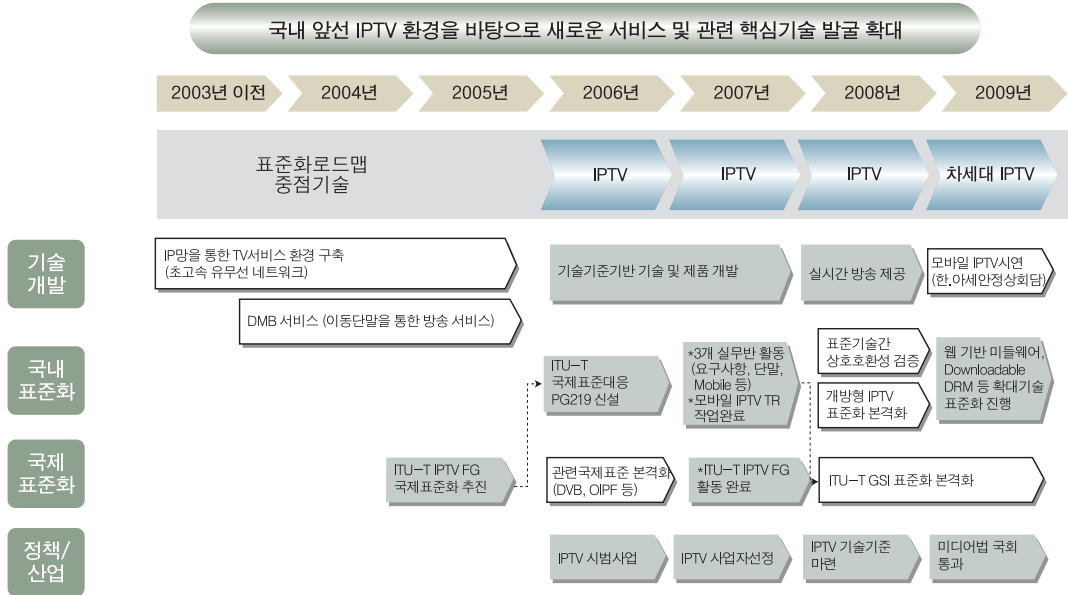 국내 앞선 IPTV 환경을 바탕으로 새로운 서비스 및 관련 핵심기술 발굴 확대
2003년 이전
2004년
2005년
2006년
2007년
2008년
2009년
표준화로드맵
중점기술
IPTV
IPTV
IPTV
차세대 IPTV
기술
개발
IP망을 통한 TV서비스 환경 구축
(초고속 유무선 네트워크)
DMB 서비스 (이동단말을 통한 방송 서비스)
기술기준기반 기술 및 제품 개발
실시간 방송 제공
모바일 IPTV시연
(한.아세안정상회담)
국내
표준화
ITU-T
국제표준대응
PG219 신설
*3개 실무반 활동
(요구사항, 단말,
Mobile 등)
*모바일 IPTV TR
작업완료
표준기술간
상호호환성 검증
개방형 IPTV
표준화 본격화
웹 기반 미들웨어,
Downloadable
DRM 등 확대기술
표준화 진행
국제
표준화
ITU-T IPTV FG
국제표준화 추진
관련국제표준 본격화
(DVB, OIPF 등)
*ITU-T IPTV FG
활동 완료
ITU-T GSI 표준화 본격화
정책/
산업
IPTV 시범사업
IPTV 사업자선정
IPTV 기술기준
마련
미디어법 국회
통과